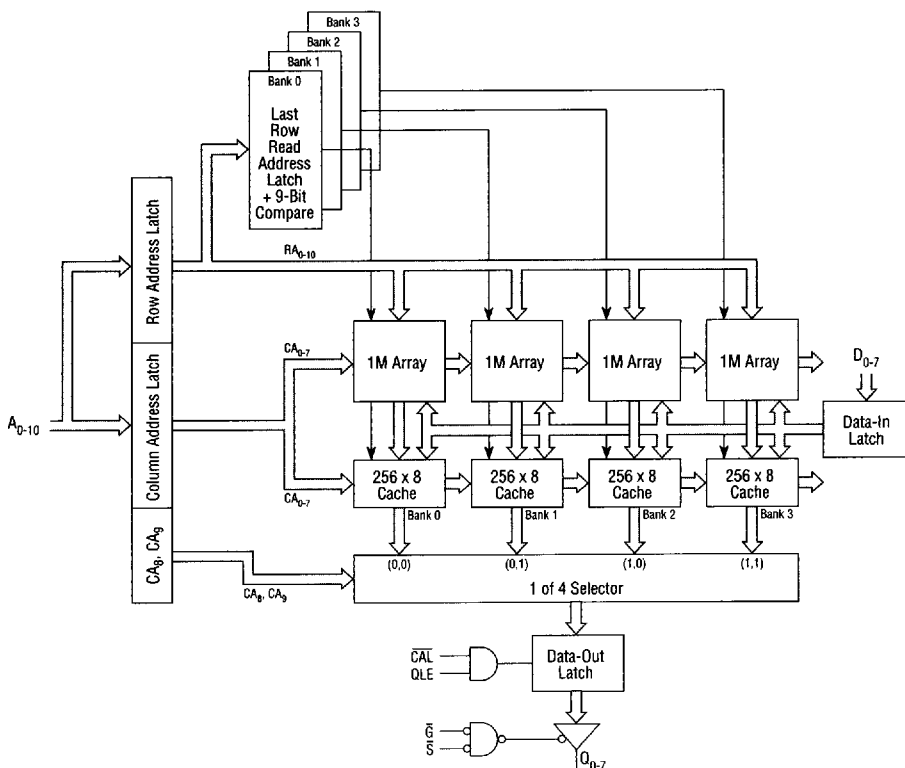 Bank 3
Bank 2
Bank 1
Bank 0
Last
Row
Read
Address
Latch
+ 9-Bit
Compare
Row Address Latch
Column Address Latch
CA8, CA9
A0-10
RA0-10
CA0-7
CA0-7
1M Array
1M Array
1M Array
1M Array
D0-7
Data-In
Latch
256 x 8
Cache
256 x 8
Cache
256 x 8
Cache
256 x 8
Cache
Bank 0
Bank 1
Bank 2
Bank 3
(0,0)
(0,1)
(1,0)
(1,1)
CA8, CA9
1 of 4 Selector
C̅A̅L̅
QLE
Data-Out
Latch
G̅
S̅
Q0-7